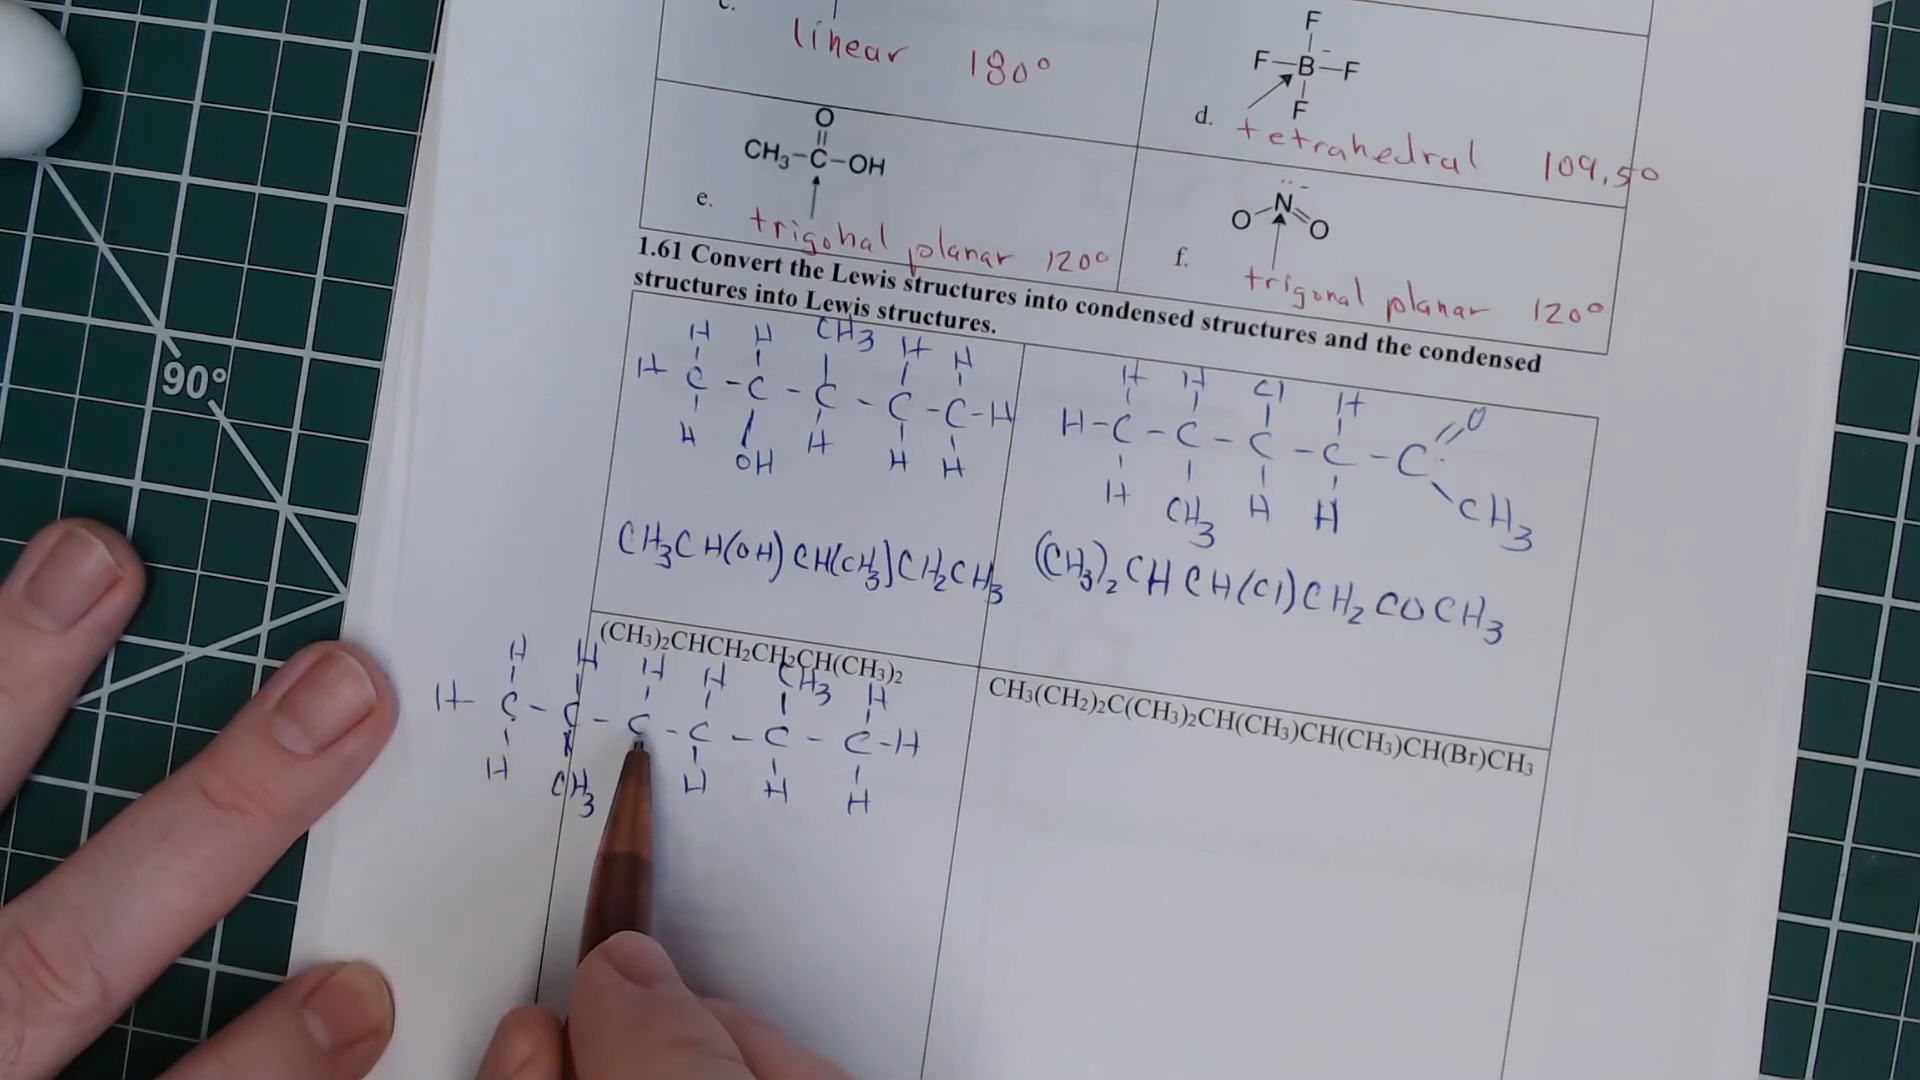 c.
linear 180°
F
F—B—F
F
d. tetrahedral 109.5°
O
CH3–C–OH
e. trigonal planar 120°
N
O O
f. trigonal planar 120°
1.61 Convert the Lewis structures into condensed structures and the condensed
structures into Lewis structures.
H H CH3 H H
H C - C - C - C - C - H
H OH H H H
CH3CH(OH)CH(CH3)CH2CH3
H H Cl H O
H - C - C - C - C - C
H CH3 H H CH3
(CH3)2CHCH(Cl)CH2COCH3
(CH3)2CHCH2CH2CH(CH3)2
H H H H CH3 H
H - C - C - C - C - C - C - H
H CH3 H H H
CH3(CH2)2C(CH3)2CH(CH3)CH(CH3)CH(Br)CH3
90°